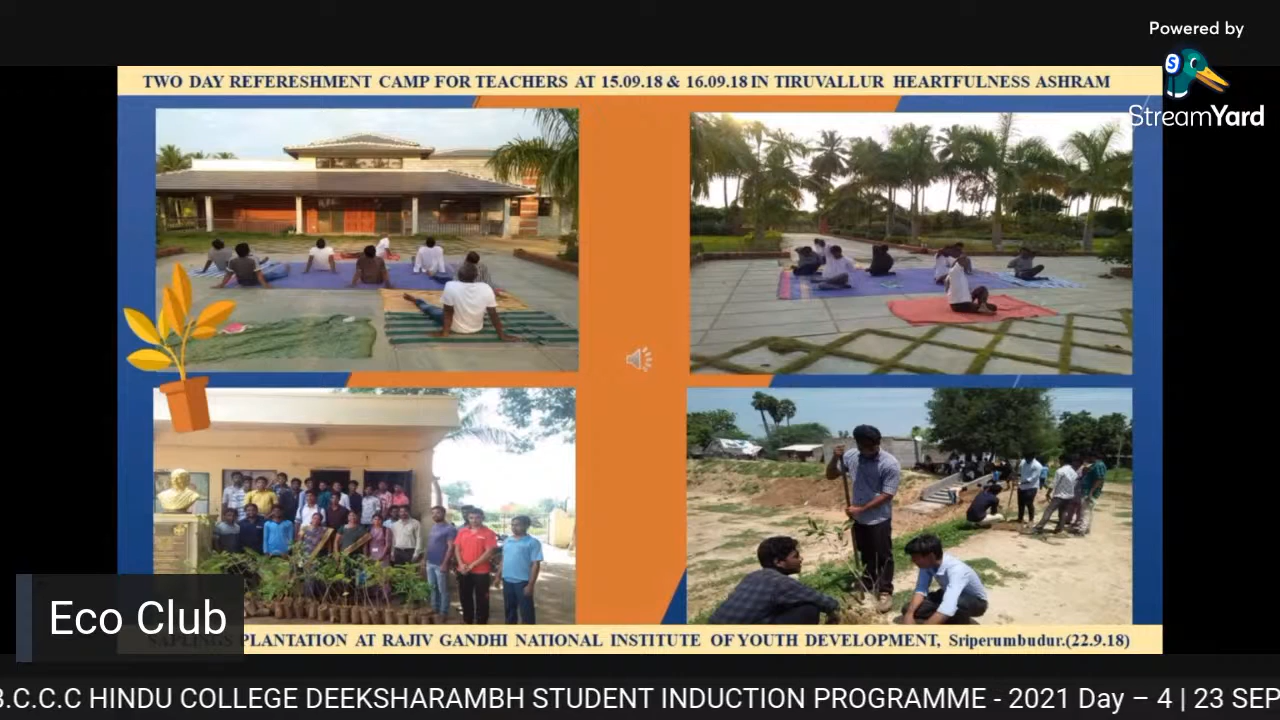 Powered by
StreamYard
TWO DAY REFERESHMENT CAMP FOR TEACHERS AT 15.09.18 & 16.09.18 IN TIRUVALLUR HEARTFULNESS ASHRAM
Eco Club
PLANTATION AT RAJIV GANDHI NATIONAL INSTITUTE OF YOUTH DEVELOPMENT, Sriperumbudur.(22.9.18)
.C.C.C HINDU COLLEGE DEEKSHARAMBH STUDENT INDUCTION PROGRAMME - 2021 Day – 4 | 23 SEP